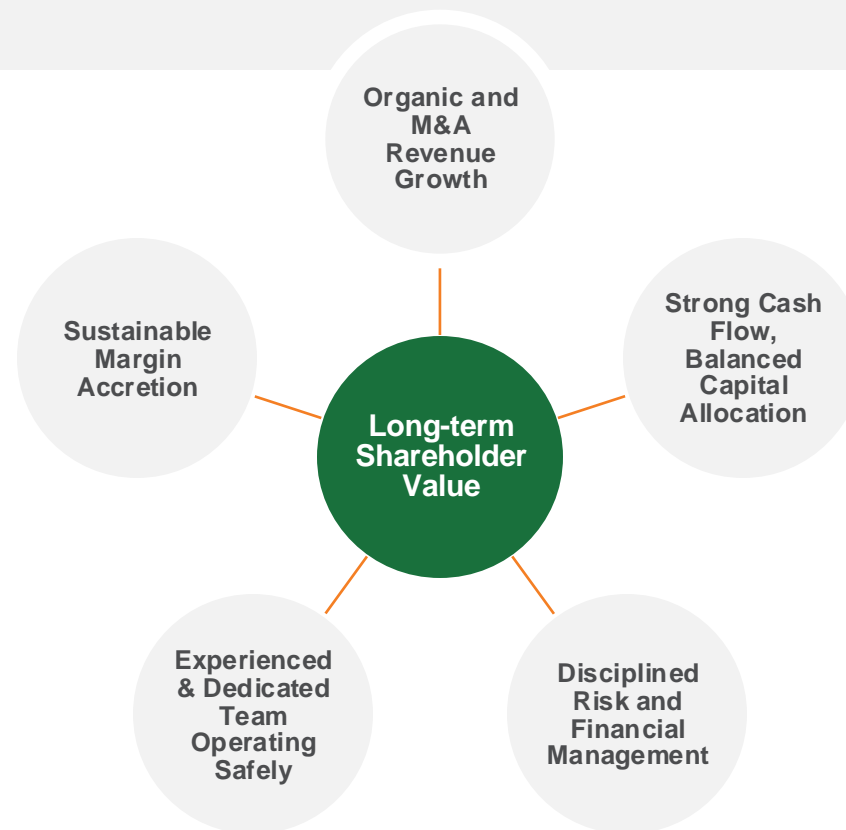 Organic and
M&A
Revenue
Growth
Strong Cash
Flow,
Balanced
Capital
Allocation
Sustainable
Margin
Accretion
Long-term
Shareholder
Value
Experienced
& Dedicated
Team
Operating
Safely
Disciplined
Risk and
Financial
Management